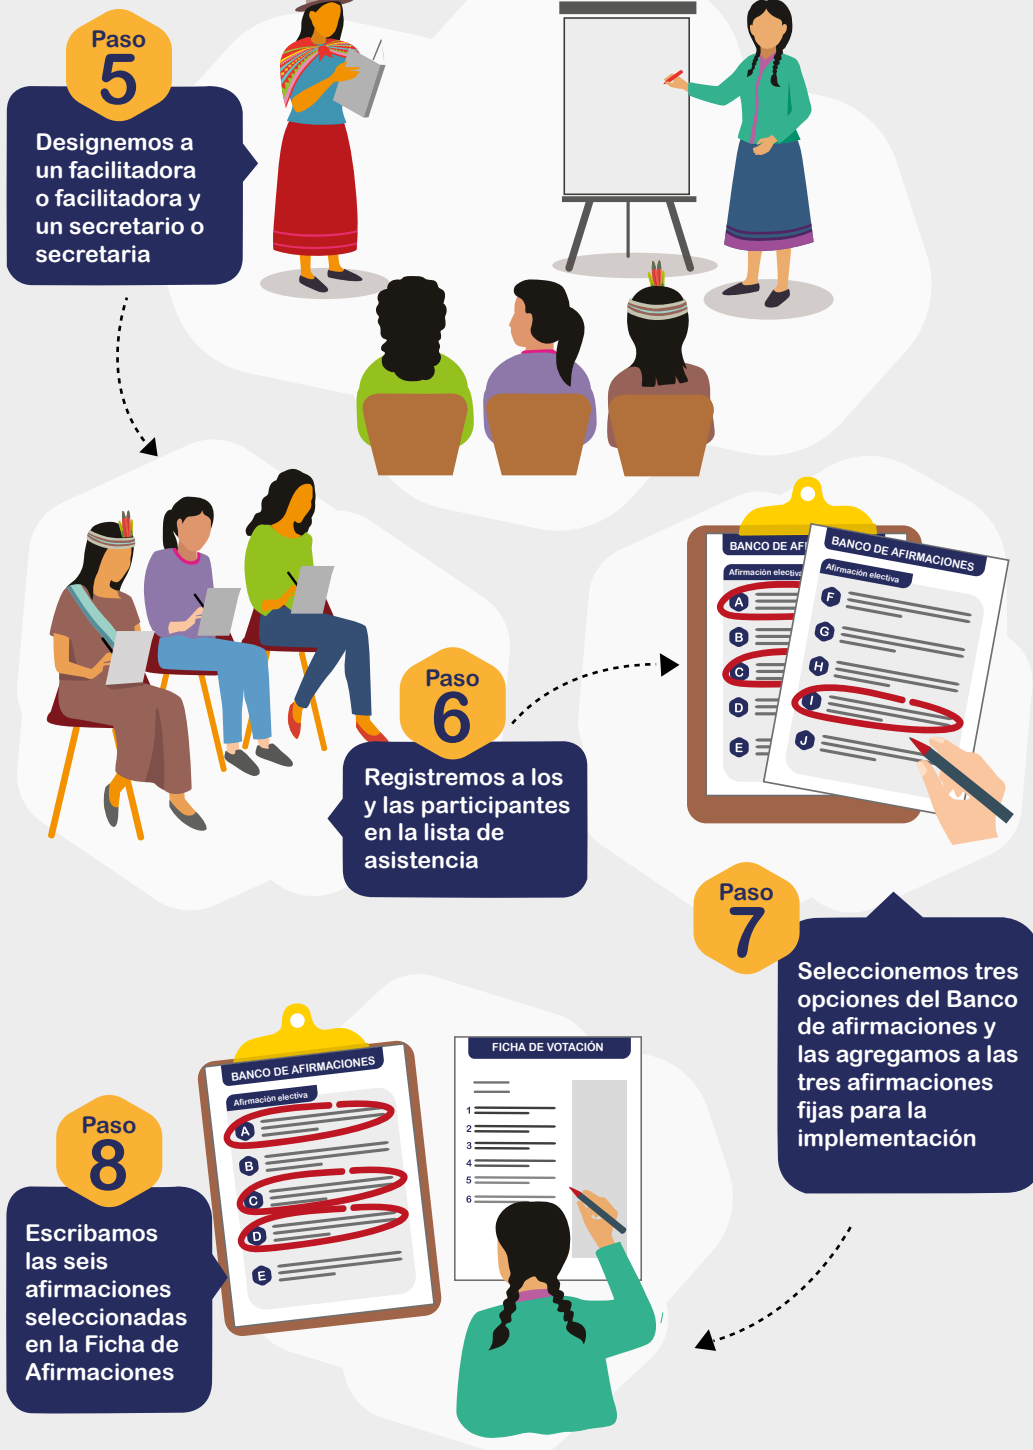 Paso
5
Designemos a
un facilitadora
o facilitadora y
un secretario o
secretaria
Paso
6
Registremos a los
y las participantes
en la lista de
asistencia
BANCO DE AF
Afirmación electiva
A
B
C
D
E
BANCO DE AFIRMACIONES
Afirmación electiva
F
G
H
I
J
Paso
7
Seleccionemos tres
opciones del Banco
de afirmaciones y
las agregamos a las
tres afirmaciones
fijas para la
implementación
Paso
8
Escribamos
las seis
afirmaciones
seleccionadas
en la Ficha de
Afirmaciones
BANCO DE AFIRMACIONES
Afirmación electiva
A
B
C
D
E
FICHA DE VOTACIÓN
1
2
3
4
5
6